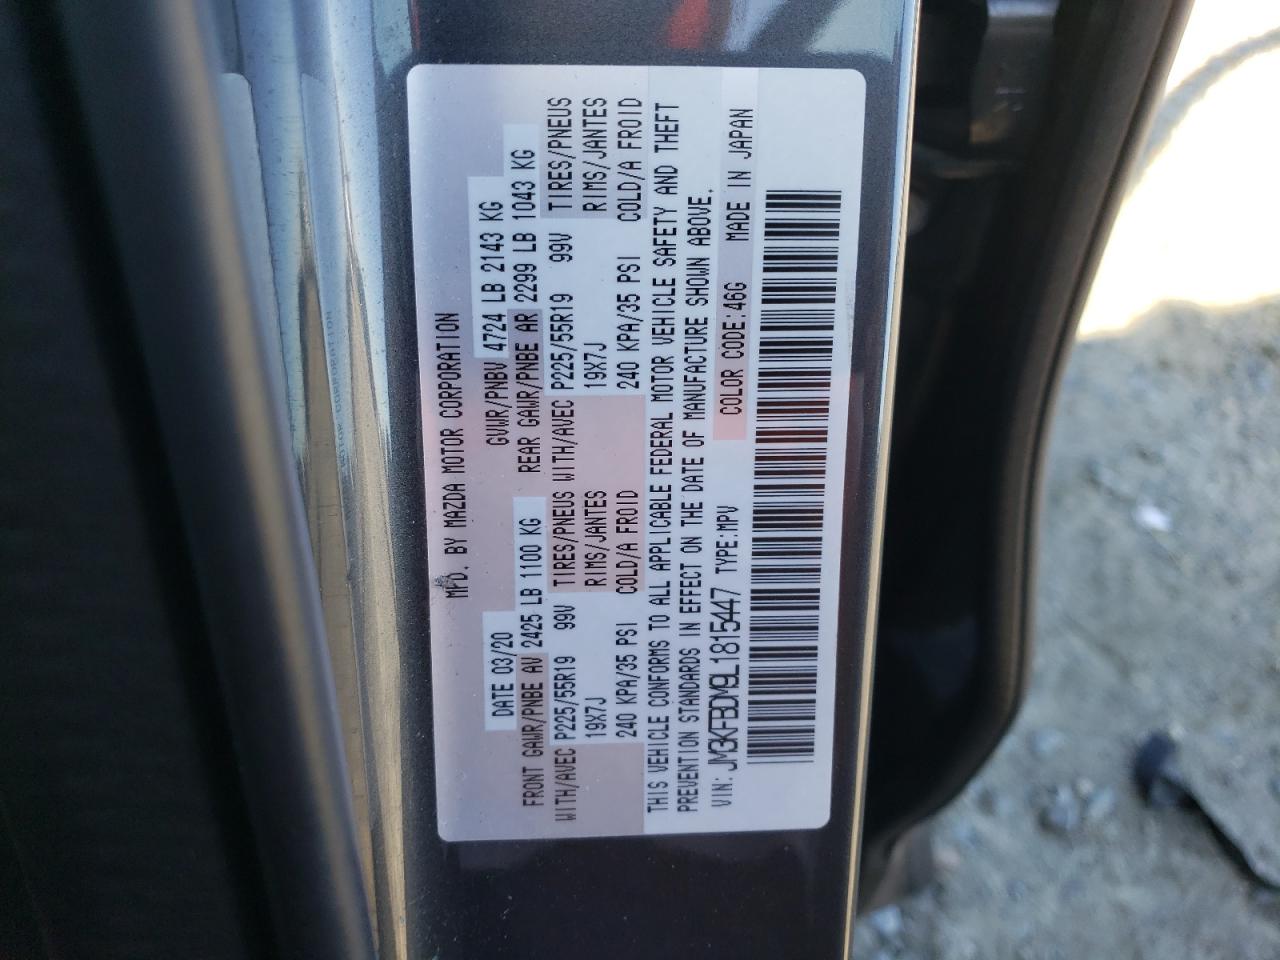 MFD. BY MAZDA MOTOR CORPORATION
DATE 03/20 GVWR/PNBV 4724 LB 2143 KG
FRONT GAWR/PNBE AV 2425 LB 1100 KG REAR GAWR/PNBE AR 2299 LB 1043 KG
WITH/AVEC P225/55R19 99V TIRES/PNEUS WITH/AVEC P225/55R19 99V TIRES/PNEUS
19X7J RIMS/JANTES 19X7J RIMS/JANTES
240 KPA/35 PSI COLD/A FROID 240 KPA/35 PSI COLD/A FROID
THIS VEHICLE CONFORMS TO ALL APPLICABLE FEDERAL MOTOR VEHICLE SAFETY AND THEFT
PREVENTION STANDARDS IN EFFECT ON THE DATE OF MANUFACTURE SHOWN ABOVE.
VIN: JM3KFBDM9L1815447 TYPE:MPV COLOR CODE:46G MADE IN JAPAN